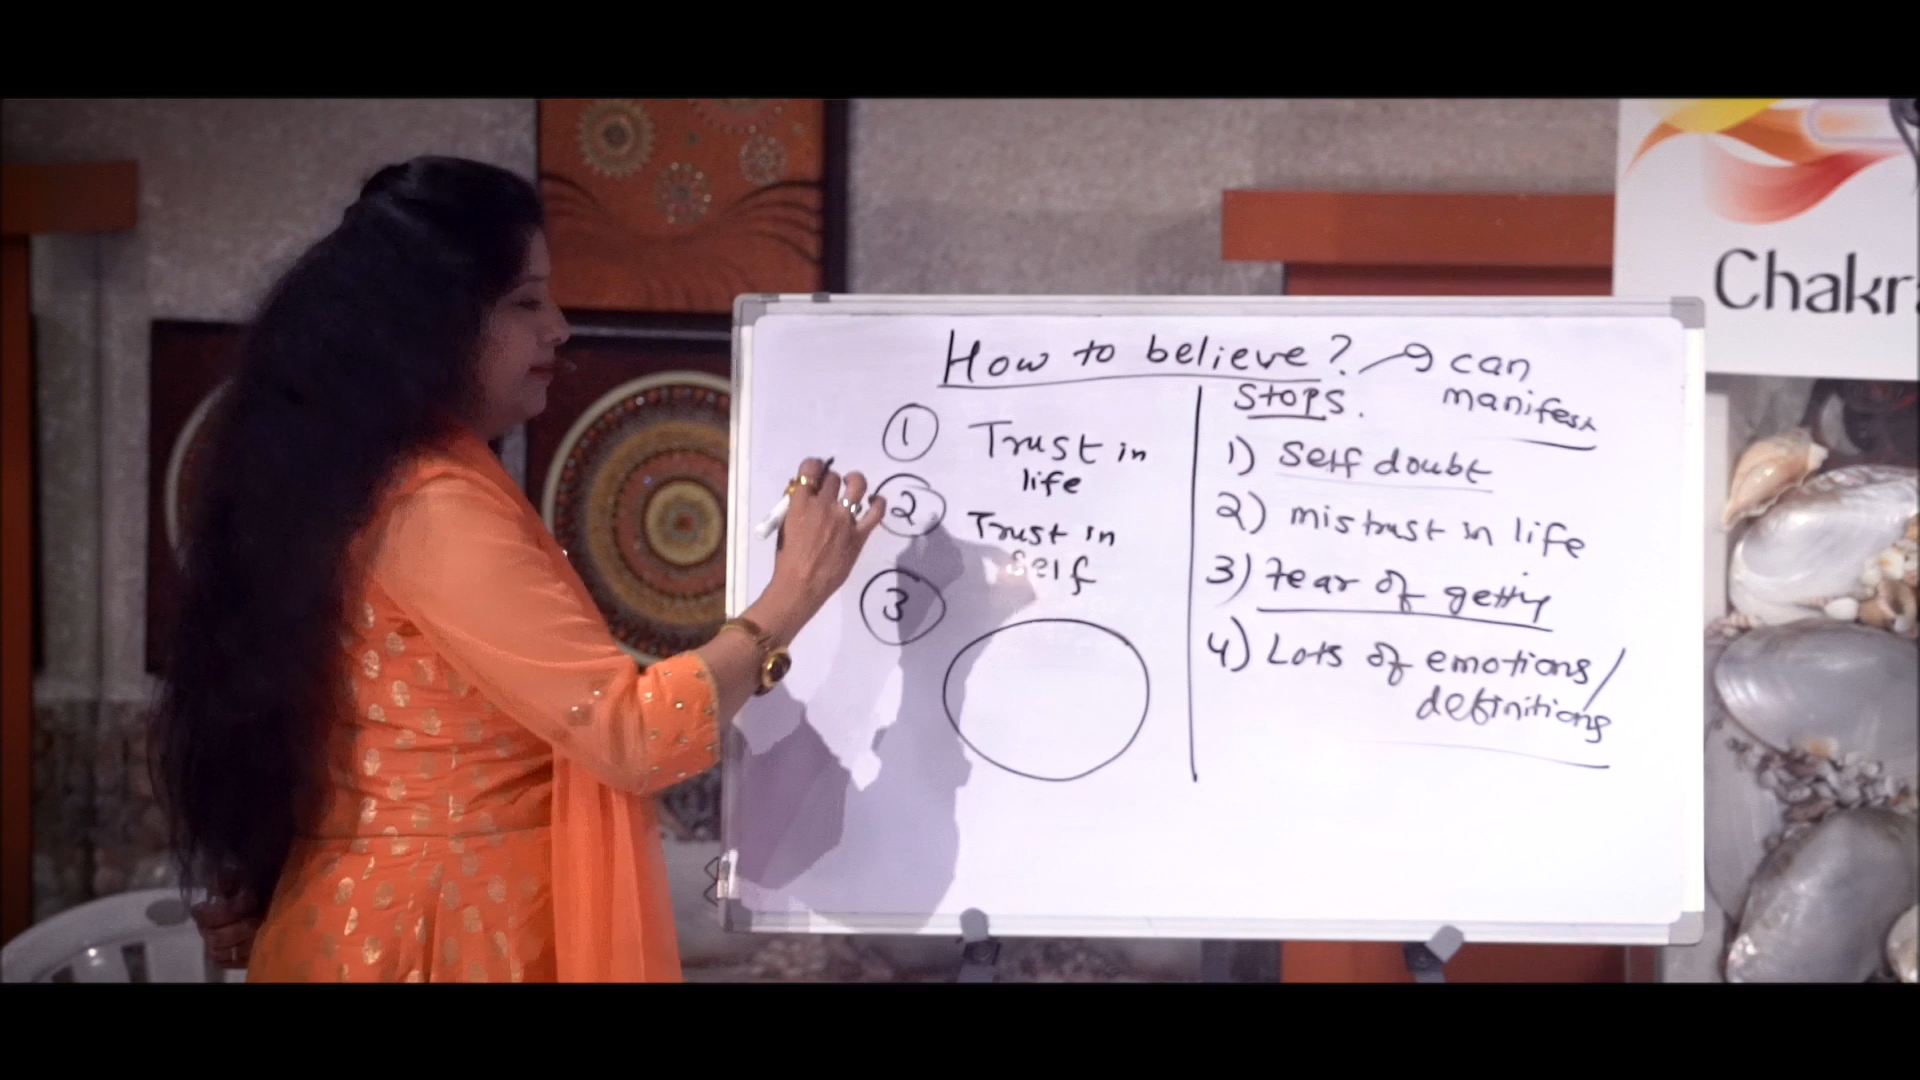 How to believe? I can
manifest
1 Trust in
life
2 Trust in
self
3
Stops.
1) Self doubt
2) mistrust in life
3) fear of getting
4) Lots of emotions/
definitions
Chakr